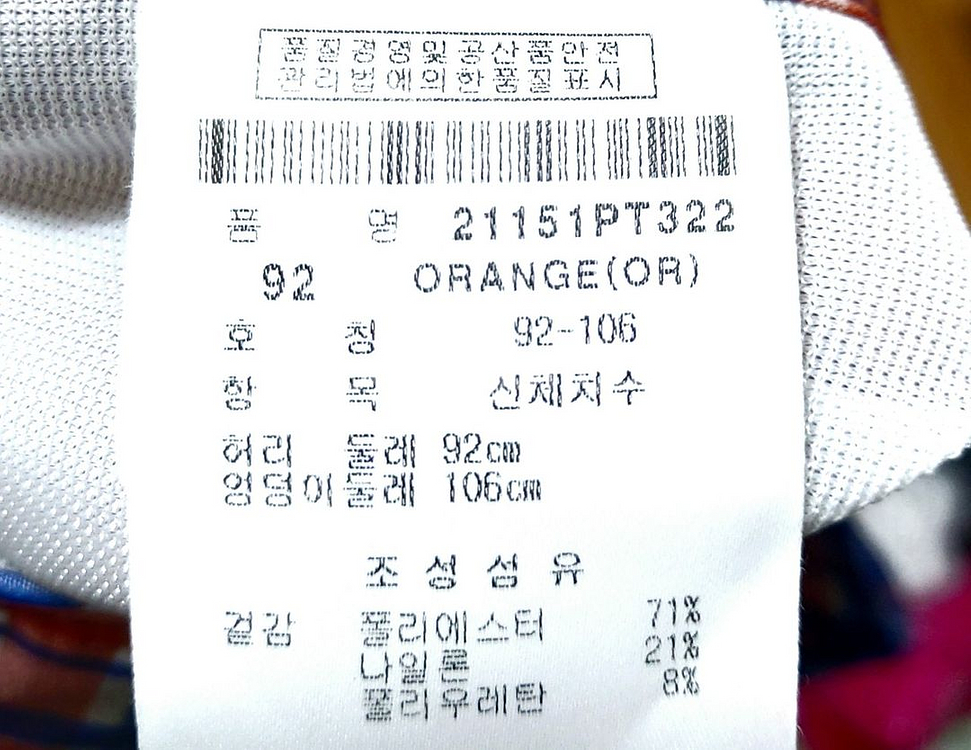 품질경영및공산품안전
관리법에의한품질표시
품 명 21151PT322
92 ORANGE(OR)
호 칭 92-106
항 목 신체치수
허리 둘레 92cm
엉덩이둘레 106cm
조성섬유
겉감 폴리에스터 71%
나일론 21%
폴리우레탄 8%